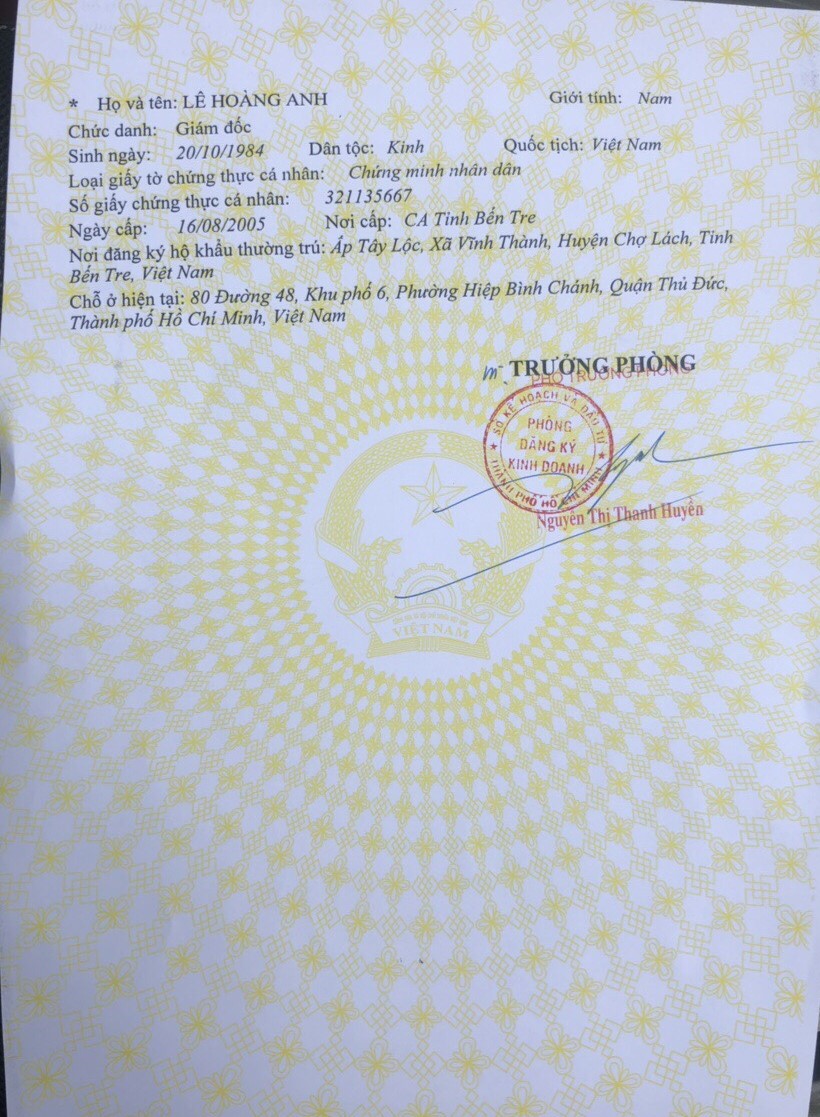 * Họ và tên: LÊ HOÀNG ANH Giới tính: Nam
Chức danh: Giám đốc
Sinh ngày: 20/10/1984 Dân tộc: Kinh Quốc tịch: Việt Nam
Loại giấy tờ chứng thực cá nhân: Chứng minh nhân dân
Số giấy chứng thực cá nhân: 321135667
Ngày cấp: 16/08/2005 Nơi cấp: CA Tỉnh Bến Tre
Nơi đăng ký hộ khẩu thường trú: Ấp Tây Lộc, Xã Vĩnh Thành, Huyện Chợ Lách, Tỉnh
Bến Tre, Việt Nam
Chỗ ở hiện tại: 80 Đường 48, Khu phố 6, Phường Hiệp Bình Chánh, Quận Thủ Đức,
Thành phố Hồ Chí Minh, Việt Nam
TRƯỞNG PHÒNG
PHÓ TRƯỞNG PHÒNG
SỞ KẾ HOẠCH VÀ ĐẦU TƯ
PHÒNG
ĐĂNG KÝ
KINH DOANH
THÀNH PHỐ HỒ CHÍ MINH
Nguyễn Thị Thanh Huyền
VIỆT NAM